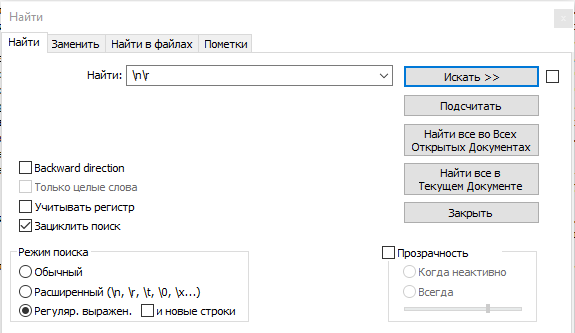 Найти
Найти Заменить Найти в файлах Пометки
Найти: \n\r
Искать >>
Подсчитать
Найти все во Всех
Открытых Документах
Найти все в
Текущем Документе
Закрыть
Backward direction
Только целые слова
Учитывать регистр
Зациклить поиск
Режим поиска
Обычный
Расширенный (\n, \r, \t, \0, \x...)
Регуляр. выражен. и новые строки
Прозрачность
Когда неактивно
Всегда